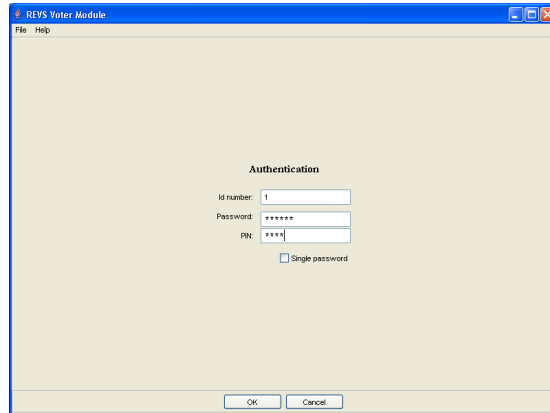 REVS Voter Module
File Help
Authentication
Id number: 1
Password: ******
PIN: ****
Single password
OK Cancel